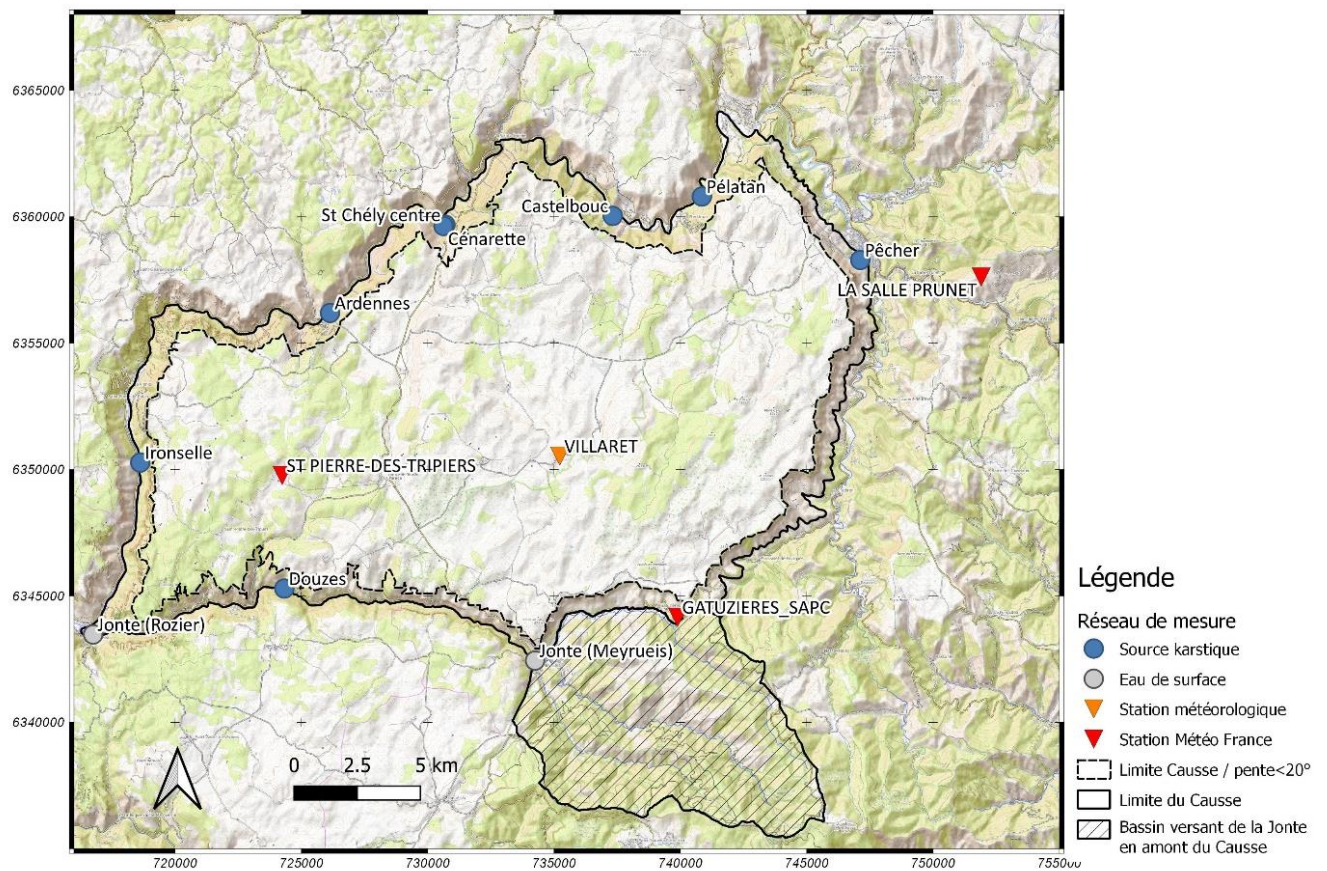 6365000
6360000
6355000
6350000
6345000
6340000
Pélatan
St Chély centre
Castelbouc
Cénarette
Pêcher
LA SALLE PRUNET
Ardennes
Ironselle
ST PIERRE-DES-TRIPIERS
VILLARET
Douzes
GATUZIERES_SAPC
Jonte (Rozier)
Jonte (Meyrueis)
0 2.5 5 km
720000 725000 730000 735000 740000 745000 750000 755000
Légende
Réseau de mesure
Source karstique
Eau de surface
Station météorologique
Station Météo France
Limite Causse / pente<20°
Limite du Causse
Bassin versant de la Jonte
en amont du Causse